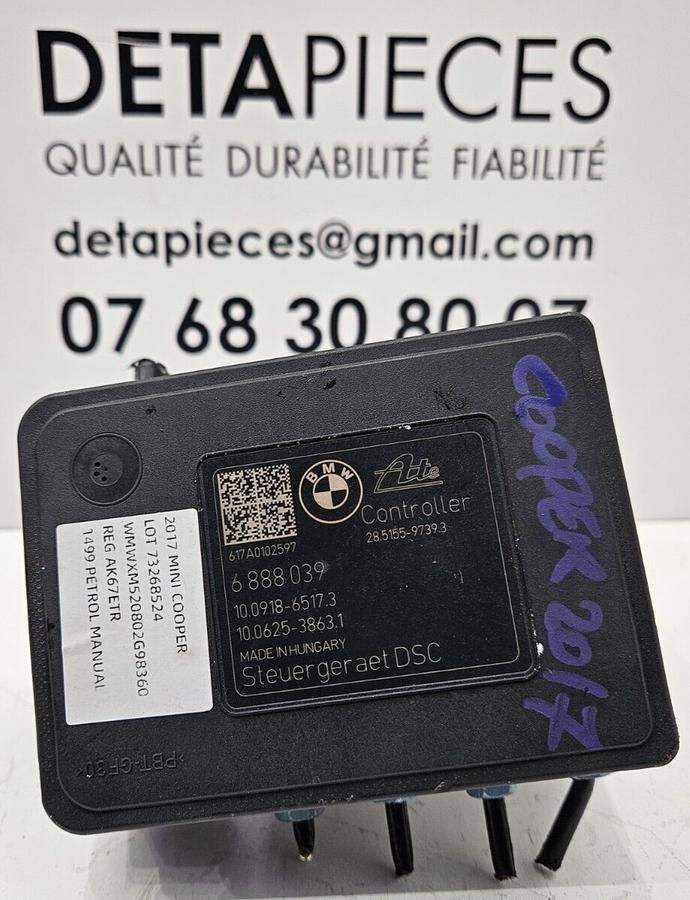 DETAPIECES
QUALITÉ DURABILITÉ FIABILITÉ
detapieces@gmail.com
07 68 30 80 07
BMW
Ate
Controller
28.5155-9739.3
617A0102597
6 888 039
10.0918-6517.3
10.0625-3863.1
MADE IN HUNGARY
Steuergeraet DSC
2017 MINI COOPER
LOT 73268524
WMWXM520802G98360
REG AK67ETR
1499 PETROL MANUAL
COOPER 2017
>PBT-GF30<